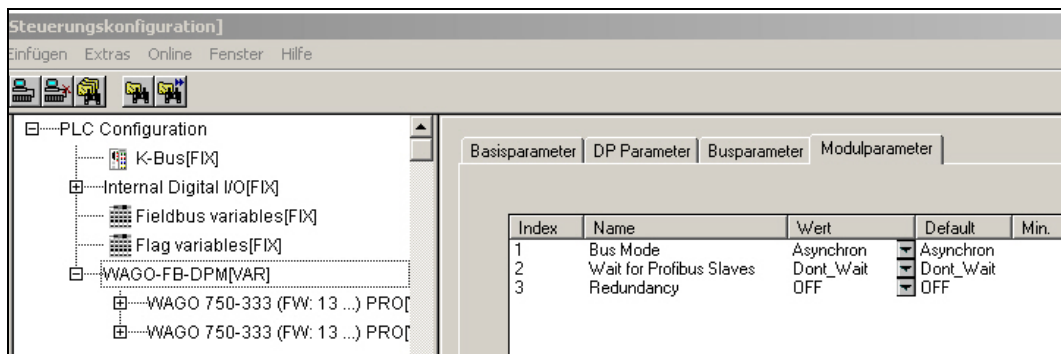 Steuerungskonfiguration]
Einfügen Extras Online Fenster Hilfe
PLC Configuration
K-Bus[FIX]
Internal Digital I/O[FIX]
Fieldbus variables[FIX]
Flag variables[FIX]
WAGO-FB-DPM[VAR]
WAGO 750-333 (FW: 13 ...) PRO[
WAGO 750-333 (FW: 13 ...) PRO[
Basisparameter DP Parameter Busparameter Modulparameter
Index Name Wert Default Min.
1 Bus Mode Asynchron Asynchron
2 Wait for Profibus Slaves Dont_Wait Dont_Wait
3 Redundancy OFF OFF